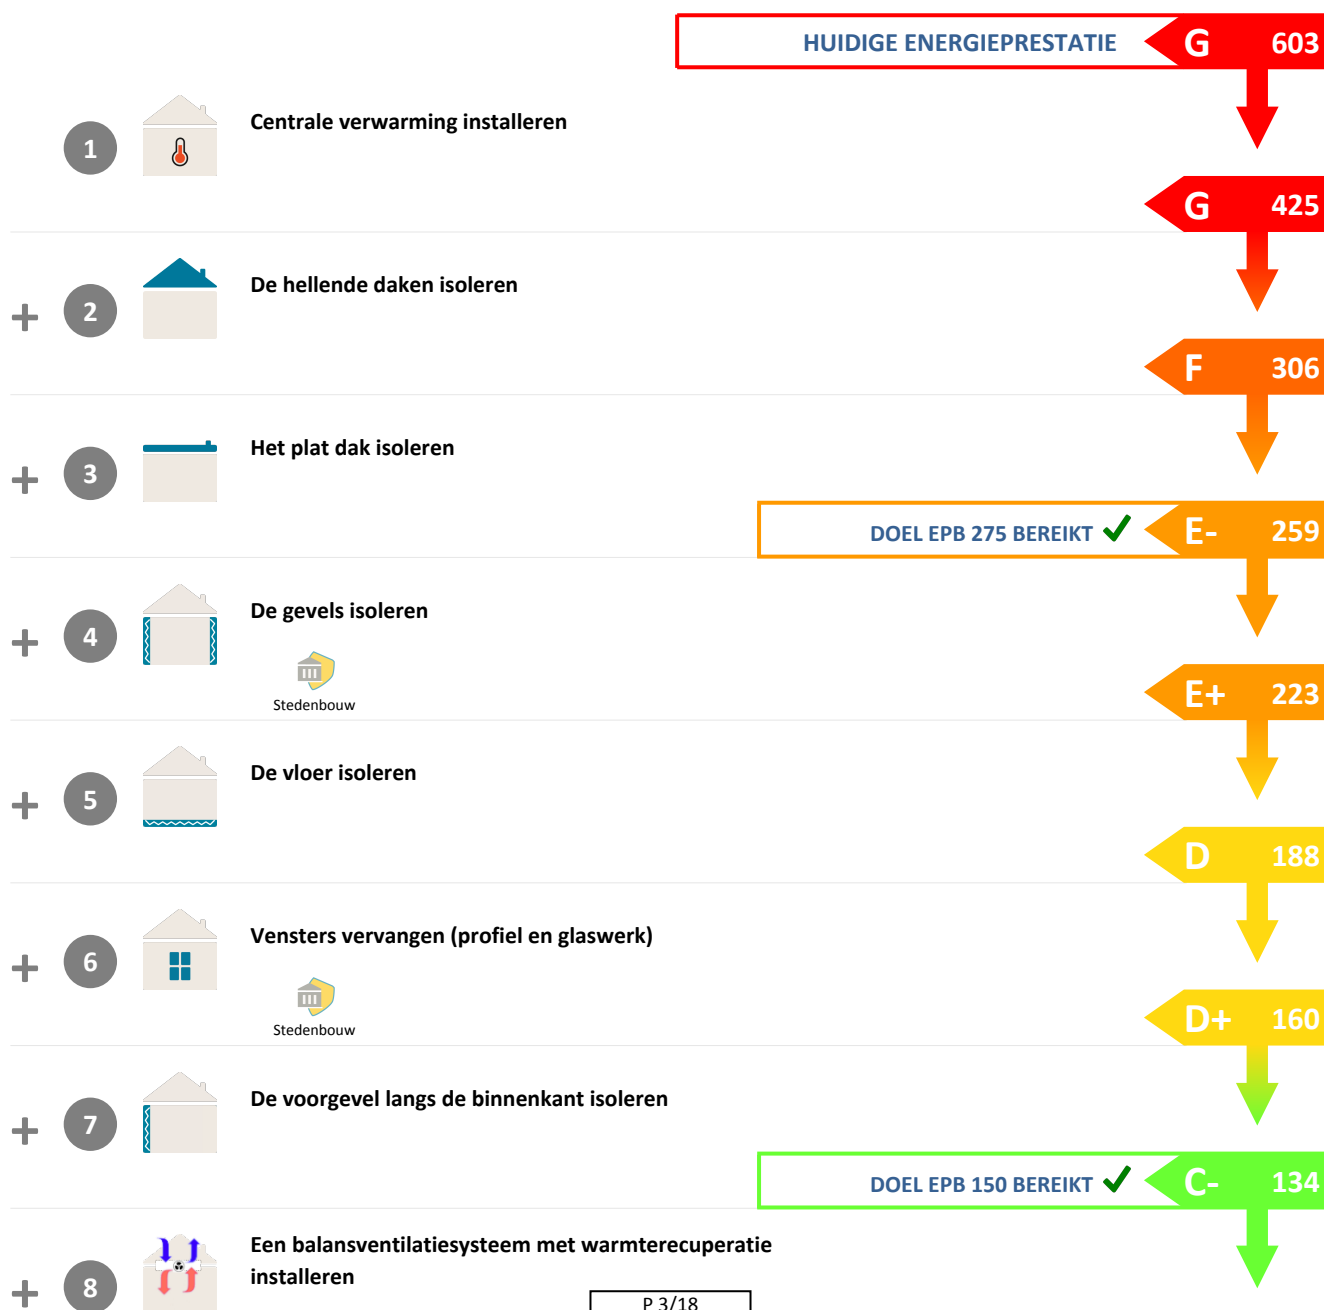 HUIDIGE ENERGIEPRESTATIE G 603
1 Centrale verwarming installeren
G 425
+ 2 De hellende daken isoleren
F 306
+ 3 Het plat dak isoleren
DOEL EPB 275 BEREIKT ✓ E- 259
+ 4 De gevels isoleren
Stedenbouw
E+ 223
+ 5 De vloer isoleren
D 188
+ 6 Vensters vervangen (profiel en glaswerk)
Stedenbouw
D+ 160
+ 7 De voorgevel langs de binnenkant isoleren
DOEL EPB 150 BEREIKT ✓ C- 134
+ 8 Een balansventilatiesysteem met warmterecuperatie
installeren
P 3/18